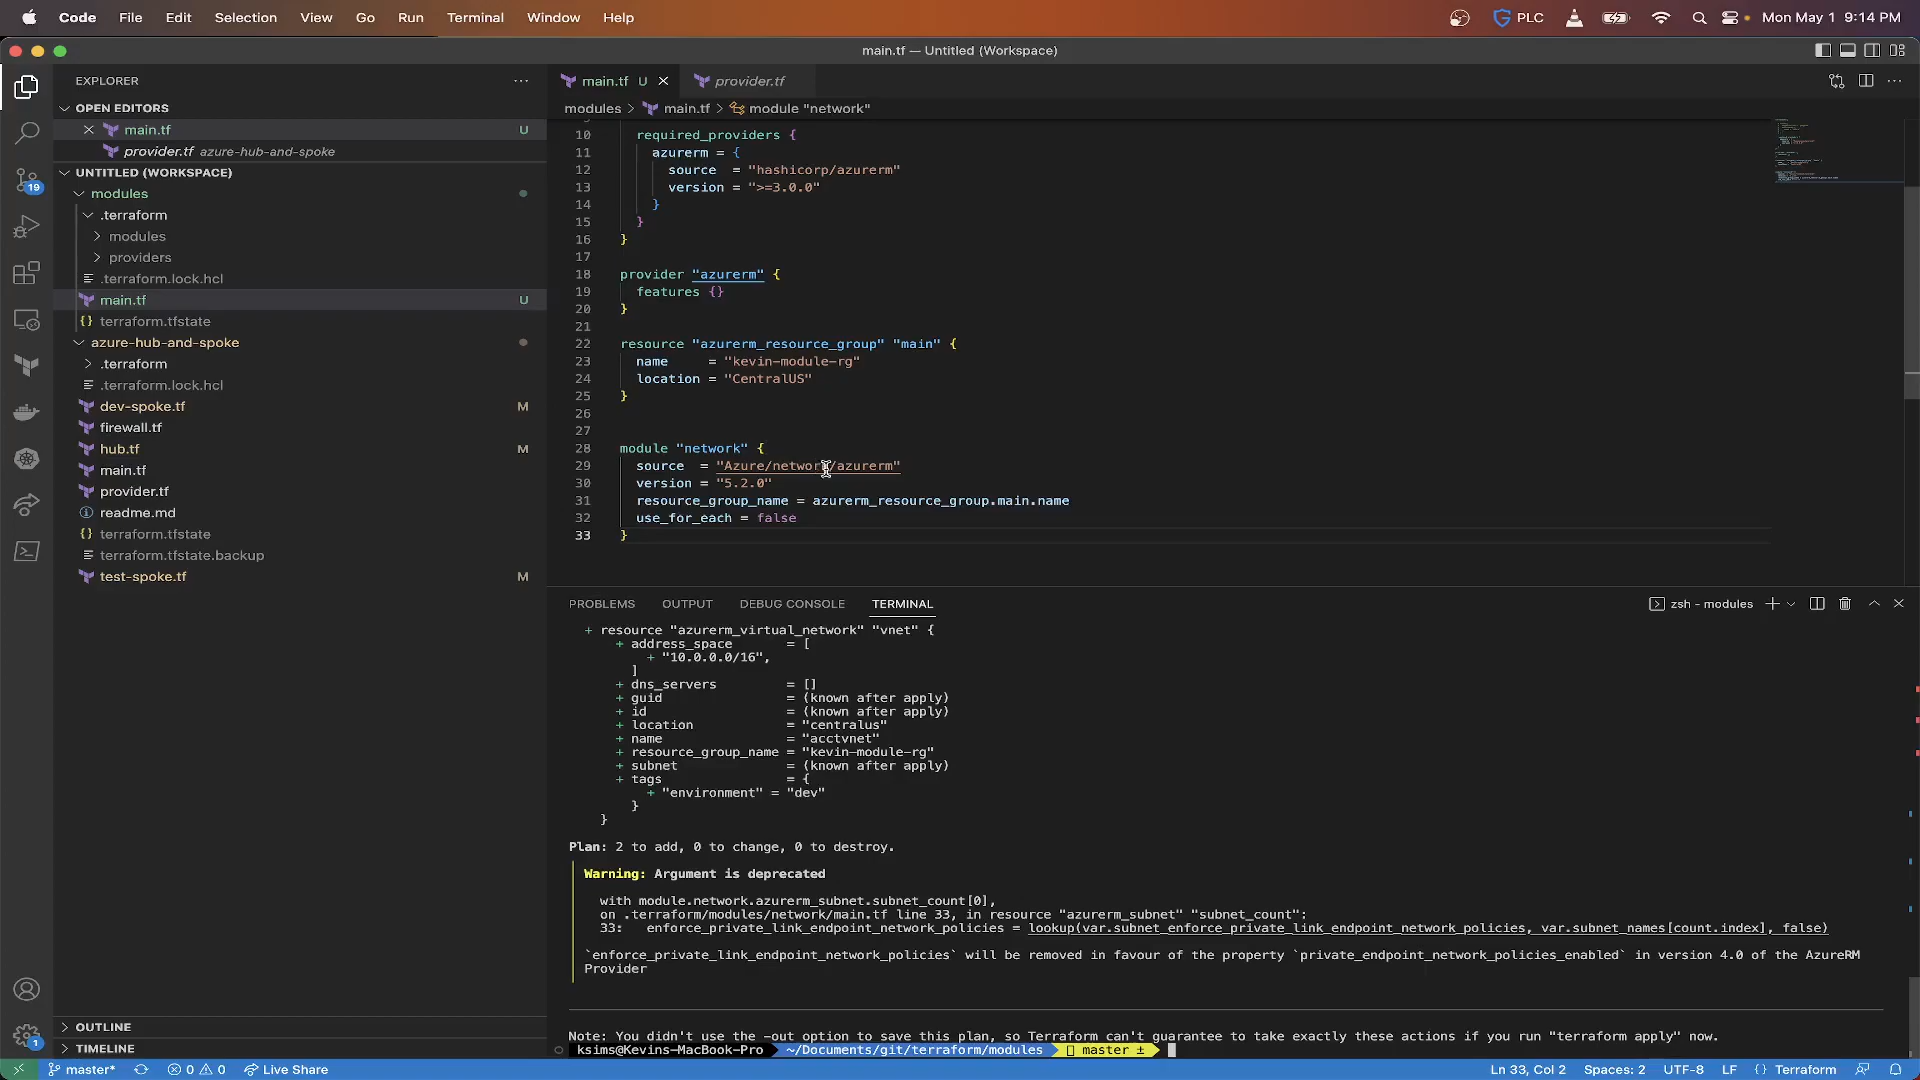 Code File Edit Selection View Go Run Terminal Window Help PLC Mon May 1 9:14 PM
main.tf — Untitled (Workspace)
EXPLORER
OPEN EDITORS
main.tf U
provider.tf azure-hub-and-spoke
UNTITLED (WORKSPACE)
modules
.terraform
modules
providers
.terraform.lock.hcl
main.tf U
terraform.tfstate
azure-hub-and-spoke
.terraform
.terraform.lock.hcl
dev-spoke.tf M
firewall.tf
hub.tf M
main.tf
provider.tf
readme.md
terraform.tfstate
terraform.tfstate.backup
test-spoke.tf M
OUTLINE
TIMELINE
19
1
main.tf U provider.tf
modules > main.tf > module "network"
10 required_providers {
11 azurerm = {
12 source = "hashicorp/azurerm"
13 version = ">=3.0.0"
14 }
15 }
16 }
17
18 provider "azurerm" {
19 features {}
20 }
21
22 resource "azurerm_resource_group" "main" {
23 name = "kevin-module-rg"
24 location = "CentralUS"
25 }
26
27
28 module "network" {
29 source = "Azure/network/azurerm"
30 version = "5.2.0"
31 resource_group_name = azurerm_resource_group.main.name
32 use_for_each = false
33 }
PROBLEMS OUTPUT DEBUG CONSOLE TERMINAL zsh - modules
+ resource "azurerm_virtual_network" "vnet" {
+ address_space = [
+ "10.0.0.0/16",
]
+ dns_servers = []
+ guid = (known after apply)
+ id = (known after apply)
+ location = "centralus"
+ name = "acctvnet"
+ resource_group_name = "kevin-module-rg"
+ subnet = (known after apply)
+ tags = {
+ "environment" = "dev"
}
}
Plan: 2 to add, 0 to change, 0 to destroy.
Warning: Argument is deprecated
with module.network.azurerm_subnet.subnet_count[0],
on .terraform/modules/network/main.tf line 33, in resource "azurerm_subnet" "subnet_count":
33: enforce_private_link_endpoint_network_policies = lookup(var.subnet_enforce_private_link_endpoint_network_policies, var.subnet_names[count.index], false)
`enforce_private_link_endpoint_network_policies` will be removed in favour of the property `private_endpoint_network_policies_enabled` in version 4.0 of the AzureRM
Provider
Note: You didn't use the -out option to save this plan, so Terraform can't guarantee to take exactly these actions if you run "terraform apply" now.
ksims@Kevins-MacBook-Pro ~/Documents/git/terraform/modules master ±
master* 0 0 Live Share Ln 33, Col 2 Spaces: 2 UTF-8 LF {} Terraform